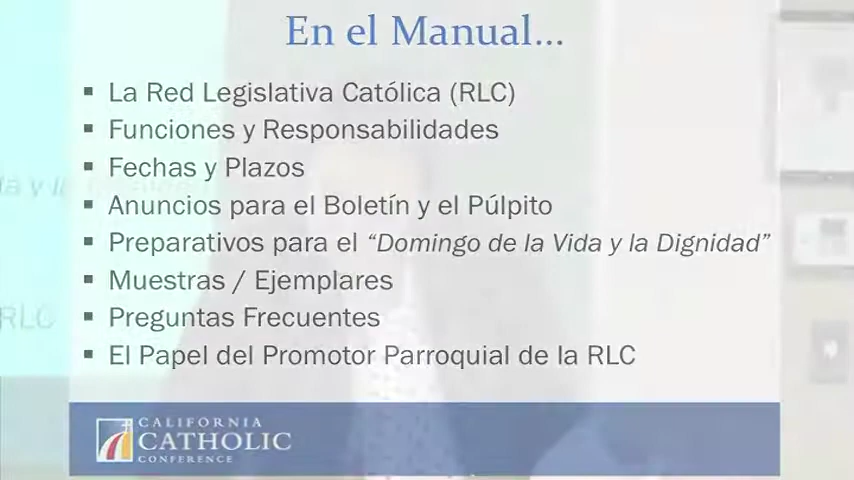 En el Manual...
▪ La Red Legislativa Católica (RLC)
▪ Funciones y Responsabilidades
▪ Fechas y Plazos
▪ Anuncios para el Boletín y el Púlpito
▪ Preparativos para el “Domingo de la Vida y la Dignidad”
▪ Muestras / Ejemplares
RLC
▪ Preguntas Frecuentes
▪ El Papel del Promotor Parroquial de la RLC
CALIFORNIA
CATHOLIC
CONFERENCE